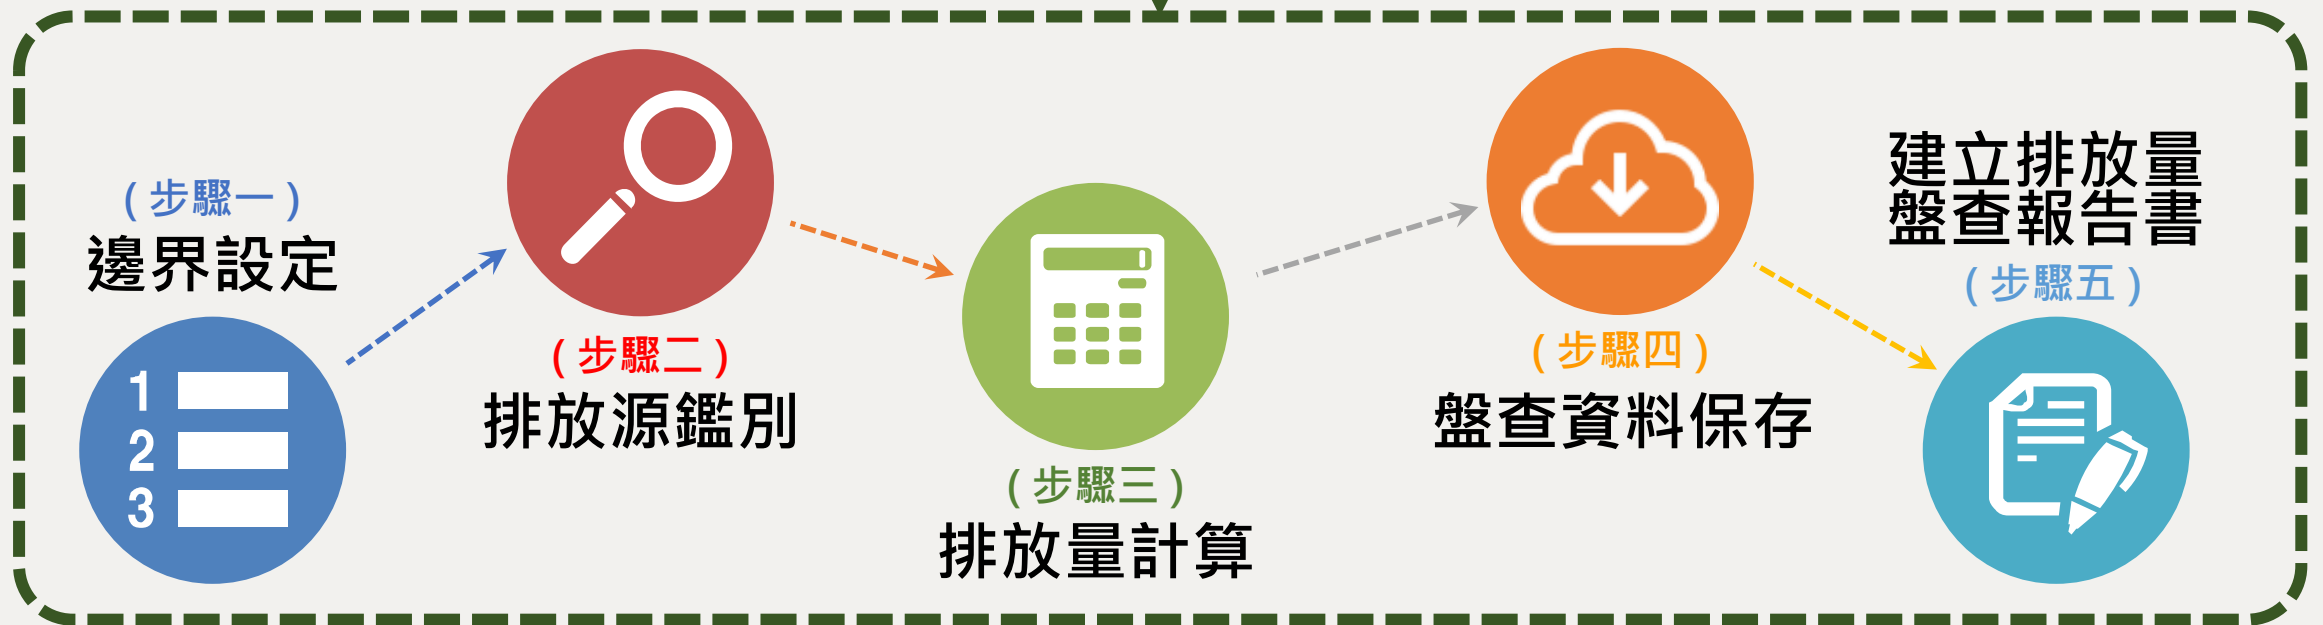 (步驟一)
邊界設定
1
2
3
(步驟二)
排放源鑑別
(步驟三)
排放量計算
(步驟四)
盤查資料保存
建立排放量
盤查報告書
(步驟五)